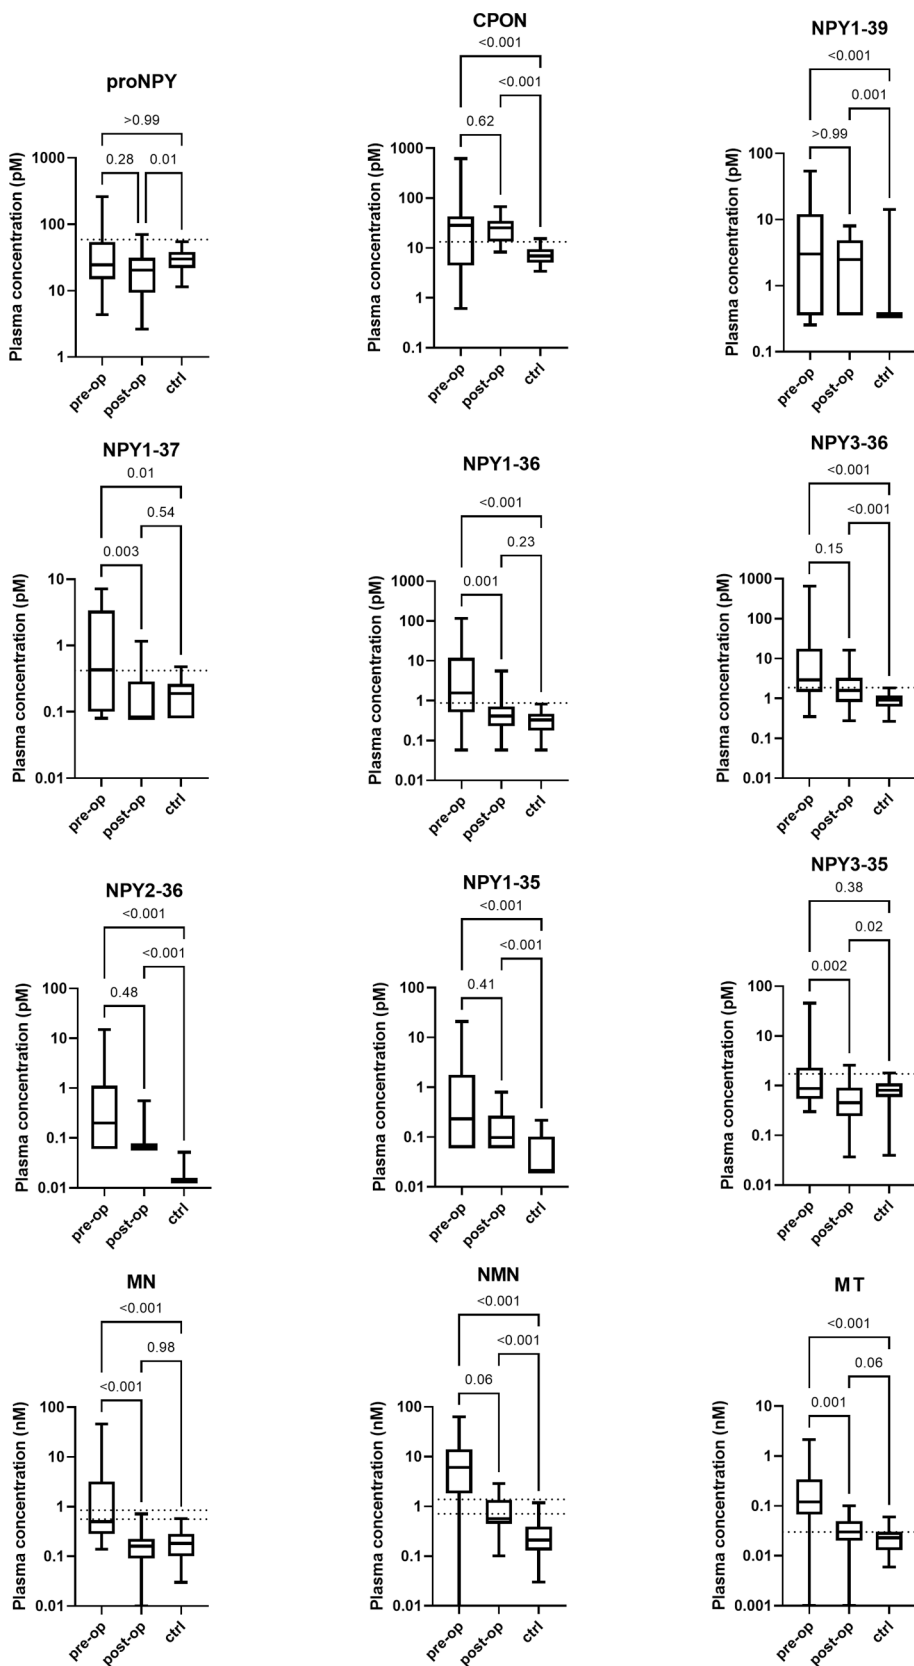 proNPY
>0.99
0.28
0.01
Plasma concentration (pM)
1000
100
10
1
pre-op
post-op
ctrl
CPON
<0.001
<0.001
0.62
Plasma concentration (pM)
1000
100
10
1
0.1
pre-op
post-op
ctrl
NPY1-39
<0.001
0.001
>0.99
Plasma concentration (pM)
100
10
1
0.1
pre-op
post-op
ctrl
NPY1-37
0.01
0.54
0.003
Plasma concentration (pM)
10
1
0.1
0.01
pre-op
post-op
ctrl
NPY1-36
<0.001
0.23
0.001
Plasma concentration (pM)
1000
100
10
1
0.1
0.01
pre-op
post-op
ctrl
NPY3-36
<0.001
<0.001
0.15
Plasma concentration (pM)
1000
100
10
1
0.1
0.01
pre-op
post-op
ctrl
NPY2-36
<0.001
<0.001
0.48
Plasma concentration (pM)
100
10
1
0.1
0.01
pre-op
post-op
ctrl
NPY1-35
<0.001
<0.001
0.41
Plasma concentration (pM)
100
10
1
0.1
0.01
pre-op
post-op
ctrl
NPY3-35
0.38
0.02
0.002
Plasma concentration (pM)
100
10
1
0.1
0.01
pre-op
post-op
ctrl
MN
<0.001
0.98
<0.001
Plasma concentration (nM)
100
10
1
0.1
0.01
pre-op
post-op
ctrl
NMN
<0.001
<0.001
0.06
Plasma concentration (nM)
100
10
1
0.1
0.01
pre-op
post-op
ctrl
MT
<0.001
0.06
0.001
Plasma concentration (nM)
10
1
0.1
0.01
0.001
pre-op
post-op
ctrl